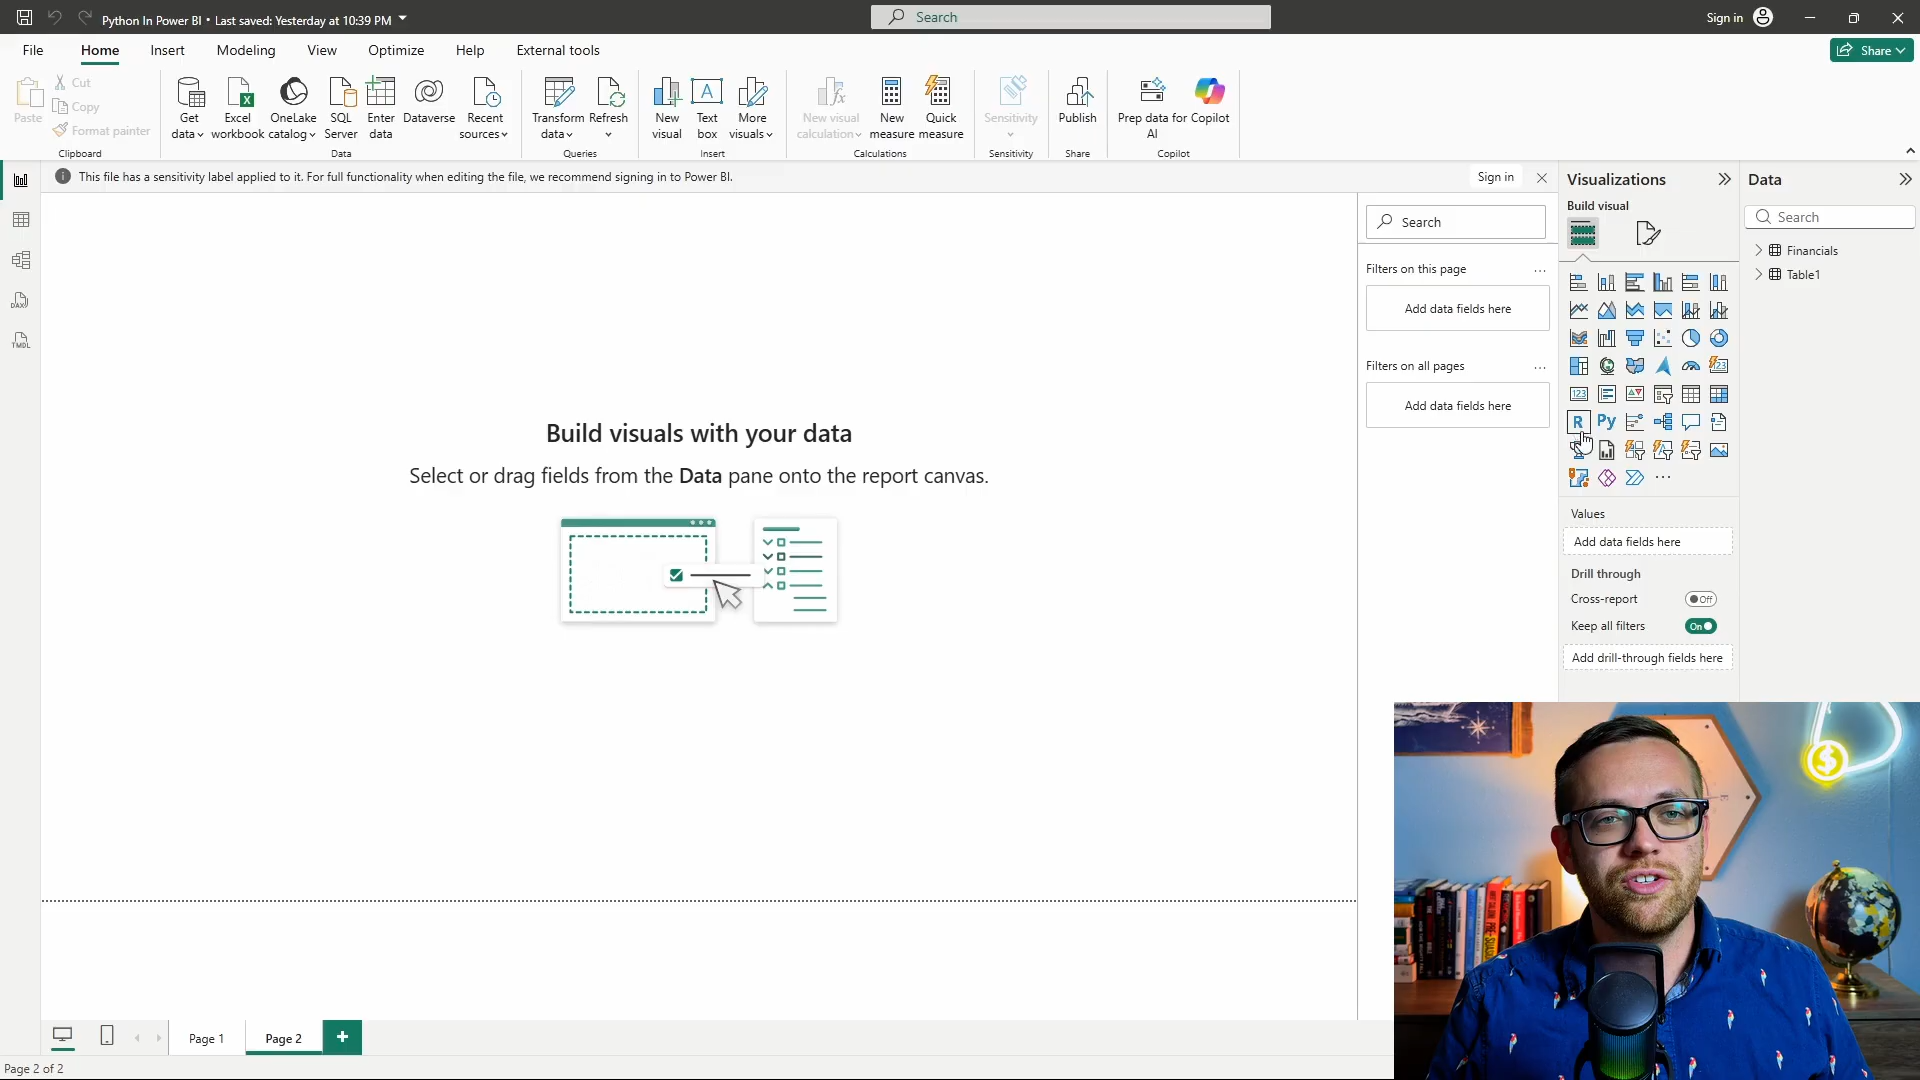 Python In Power BI • Last saved: Yesterday at 10:39 PM
Search
Sign in
File
Home
Insert
Modeling
View
Optimize
Help
External tools
Share
Paste
Cut
Copy
Format painter
Clipboard
Get data
Excel workbook
OneLake catalog
SQL Server
Enter data
Dataverse
Recent sources
Data
Transform data
Refresh
Queries
New visual
Text box
More visuals
Insert
New visual calculation
New measure
Quick measure
Calculations
Sensitivity
Sensitivity
Publish
Share
Prep data for AI
Copilot
Copilot
This file has a sensitivity label applied to it. For full functionality when editing the file, we recommend signing in to Power BI.
Sign in
Build visuals with your data
Select or drag fields from the Data pane onto the report canvas.
Search
Filters on this page
...
Add data fields here
Filters on all pages
...
Add data fields here
Visualizations
Build visual
123
123
R
Py
...
Values
Add data fields here
Drill through
Cross-report
Off
Keep all filters
On
Add drill-through fields here
Data
Search
Financials
Table1
DAX
TMDL
Page 1
Page 2
+
Page 2 of 2
$